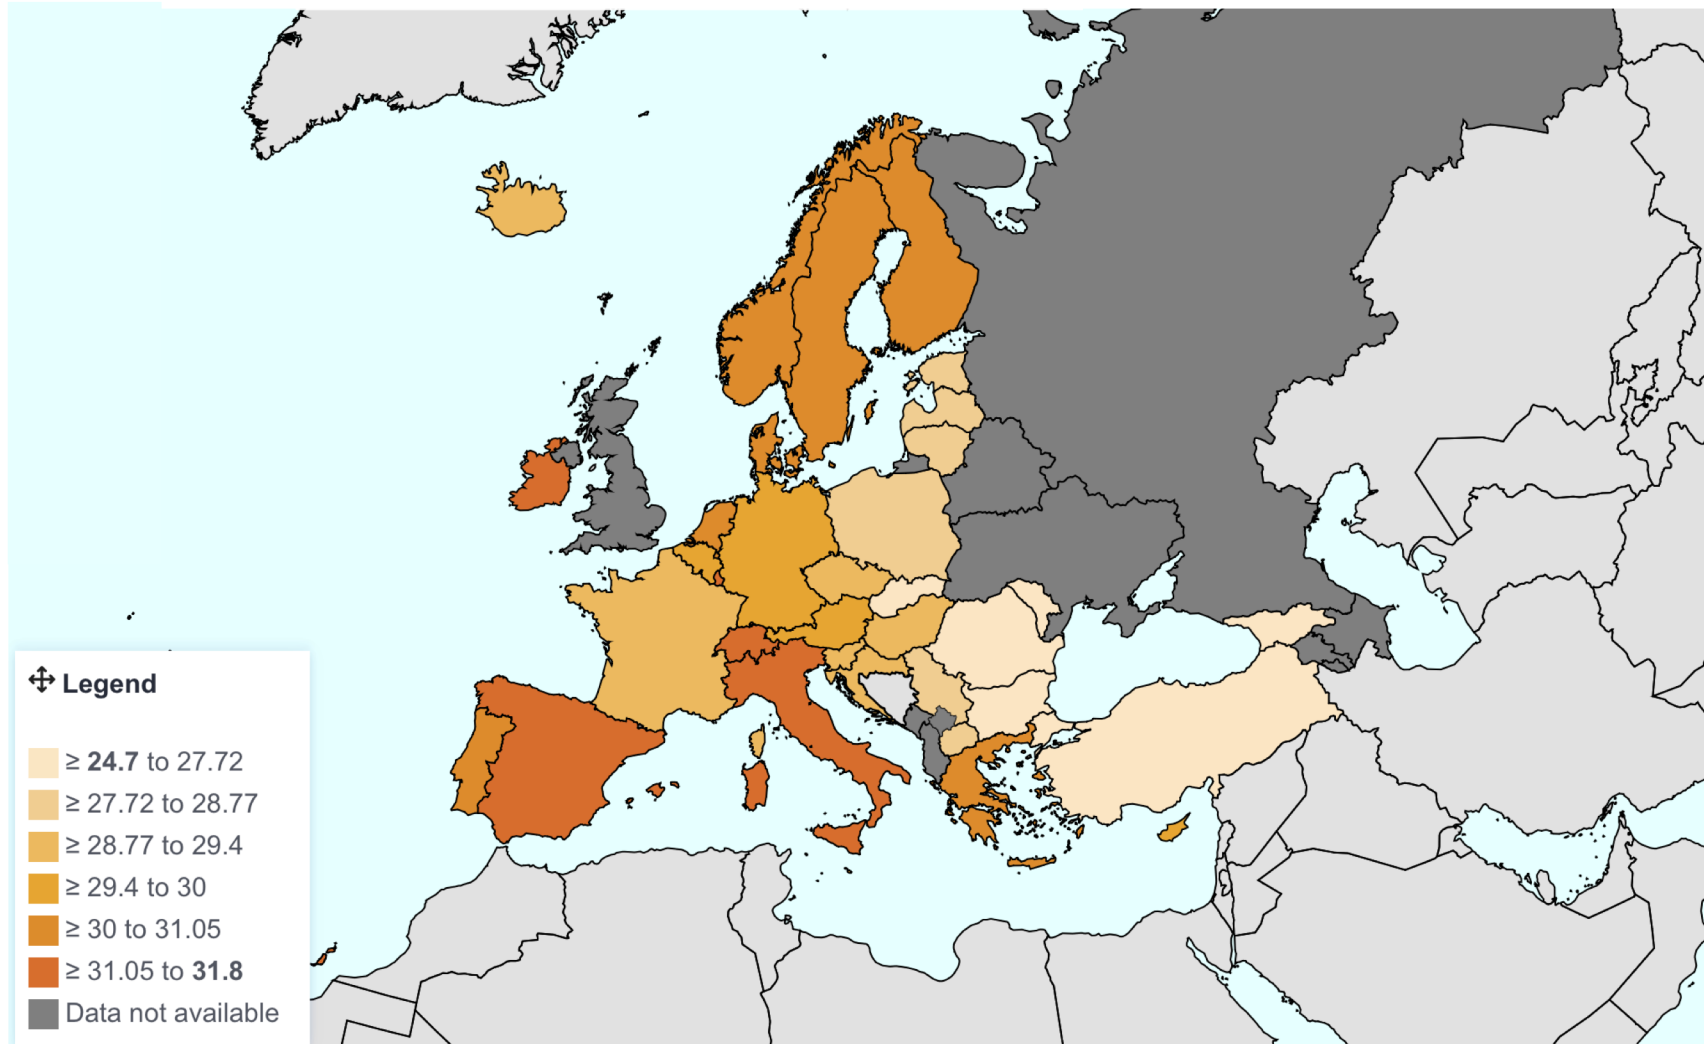 Legend
≥ 24.7 to 27.72
≥ 27.72 to 28.77
≥ 28.77 to 29.4
≥ 29.4 to 30
≥ 30 to 31.05
≥ 31.05 to 31.8
Data not available